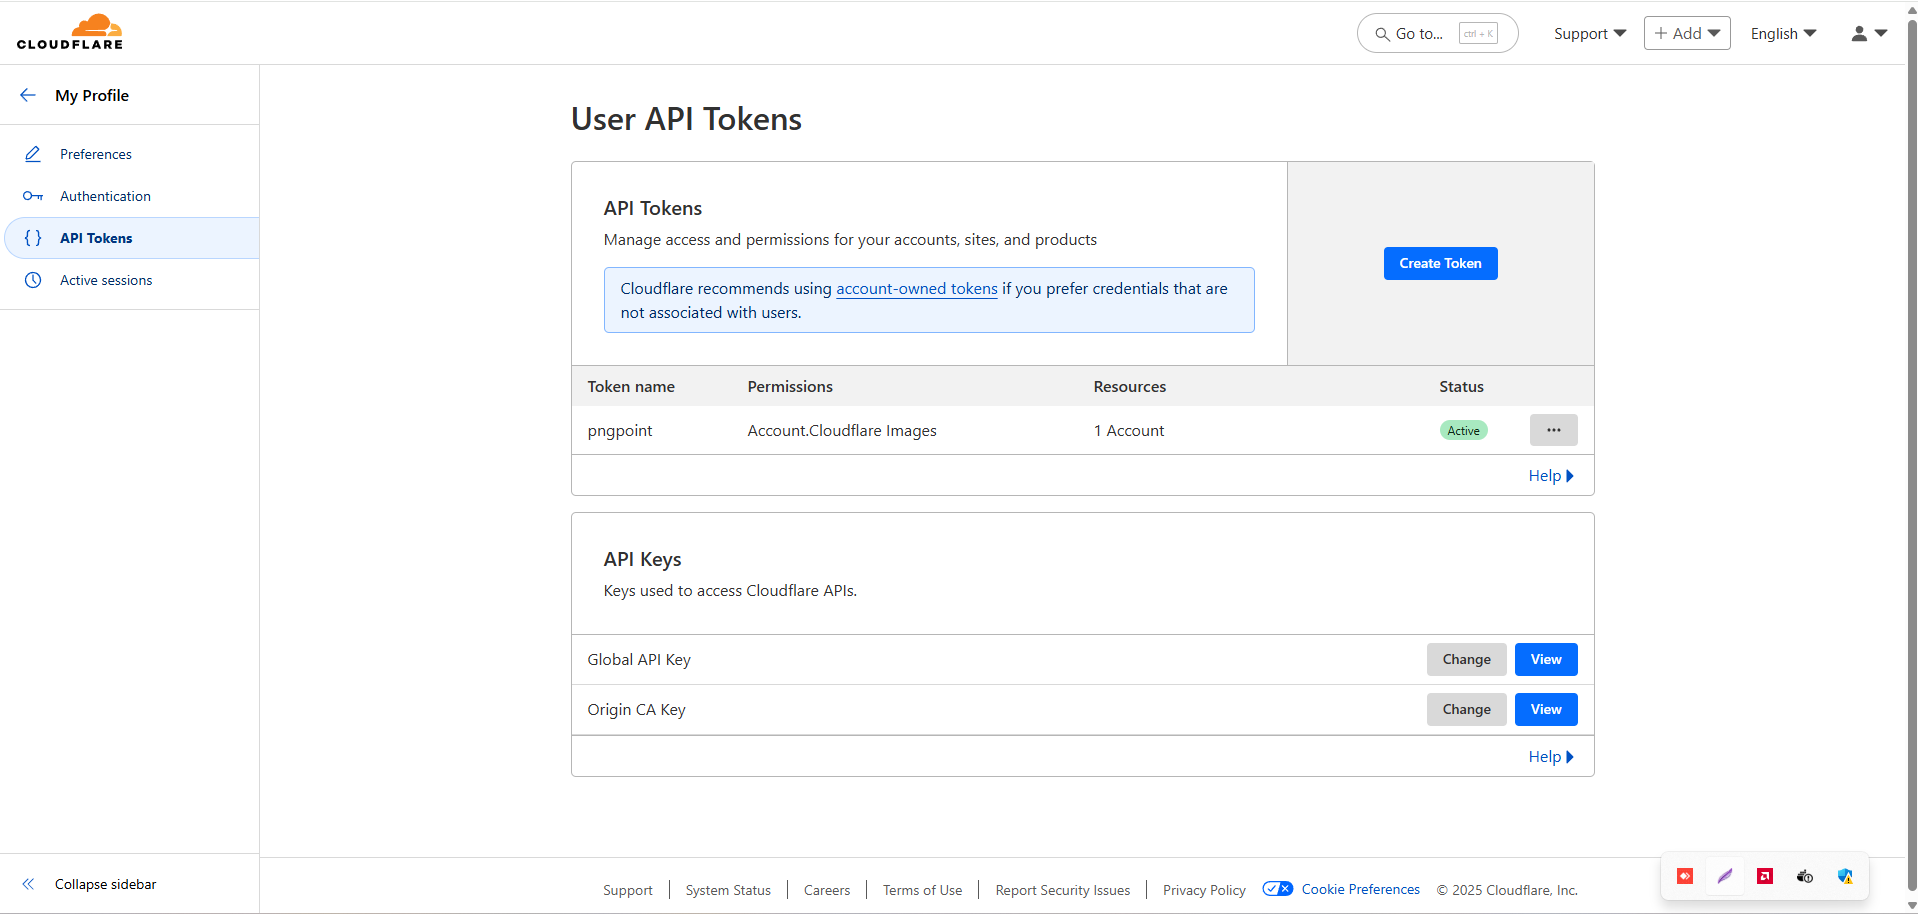 CLOUDFLARE
Go to... ctrl + K
Support
+ Add
English
My Profile
Preferences
Authentication
API Tokens
Active sessions
User API Tokens
API Tokens
Manage access and permissions for your accounts, sites, and products
Cloudflare recommends using account-owned tokens if you prefer credentials that are
not associated with users.
Create Token
Token name Permissions Resources Status
pngpoint Account.Cloudflare Images 1 Account Active ...
Help
API Keys
Keys used to access Cloudflare APIs.
Global API Key Change View
Origin CA Key Change View
Help
Collapse sidebar
Support System Status Careers Terms of Use Report Security Issues Privacy Policy Cookie Preferences © 2025 Cloudflare, Inc.